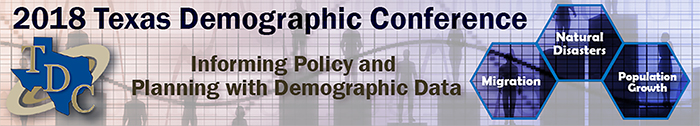 2018 Texas Demographic Conference
TDC
Informing Policy and
Planning with Demographic Data
Migration
Natural
Disasters
Population
Growth